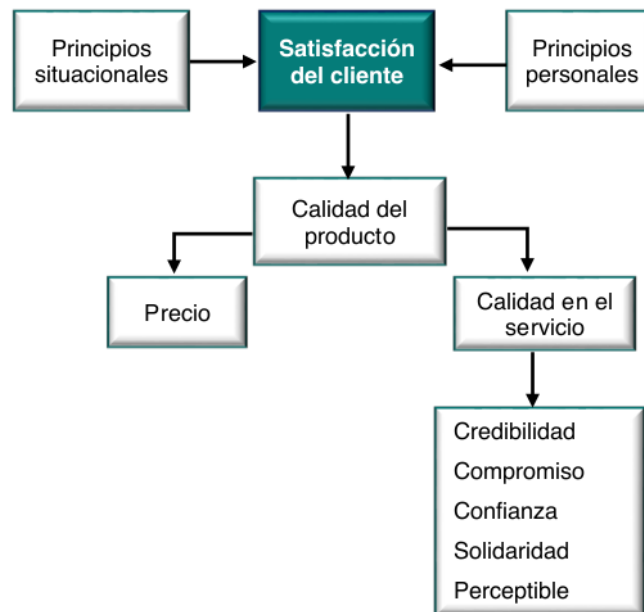 Principios
situacionales
Satisfacción
del cliente
Principios
personales
Calidad del
producto
Precio
Calidad en el
servicio
Credibilidad
Compromiso
Confianza
Solidaridad
Perceptible